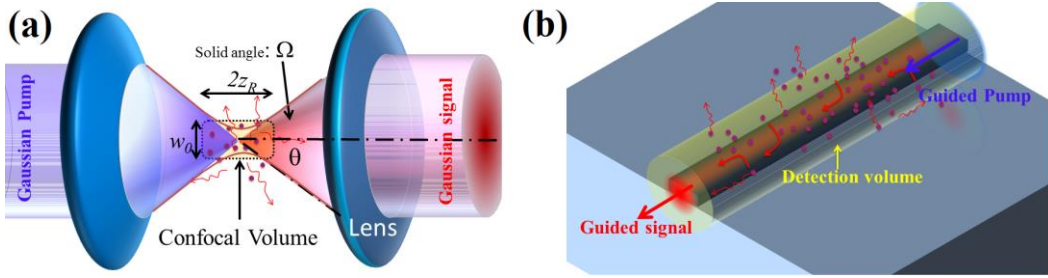 (a)
Gaussian Pump
Solid angle: Ω
2z_R
w_0
θ
Lens
Confocal Volume
Gaussian signal
(b)
Guided Pump
Detection volume
Guided signal